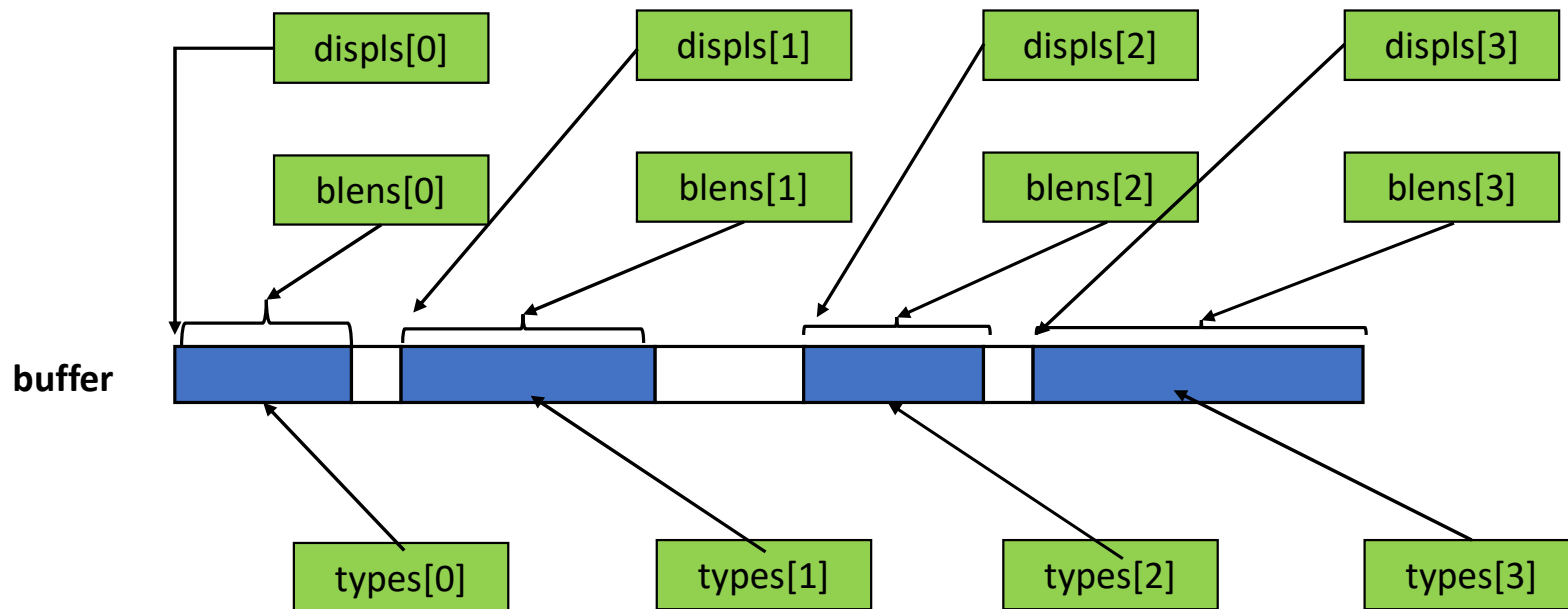 displs[0] displs[1] displs[2] displs[3]
blens[0] blens[1] blens[2] blens[3]
buffer
types[0] types[1] types[2] types[3]